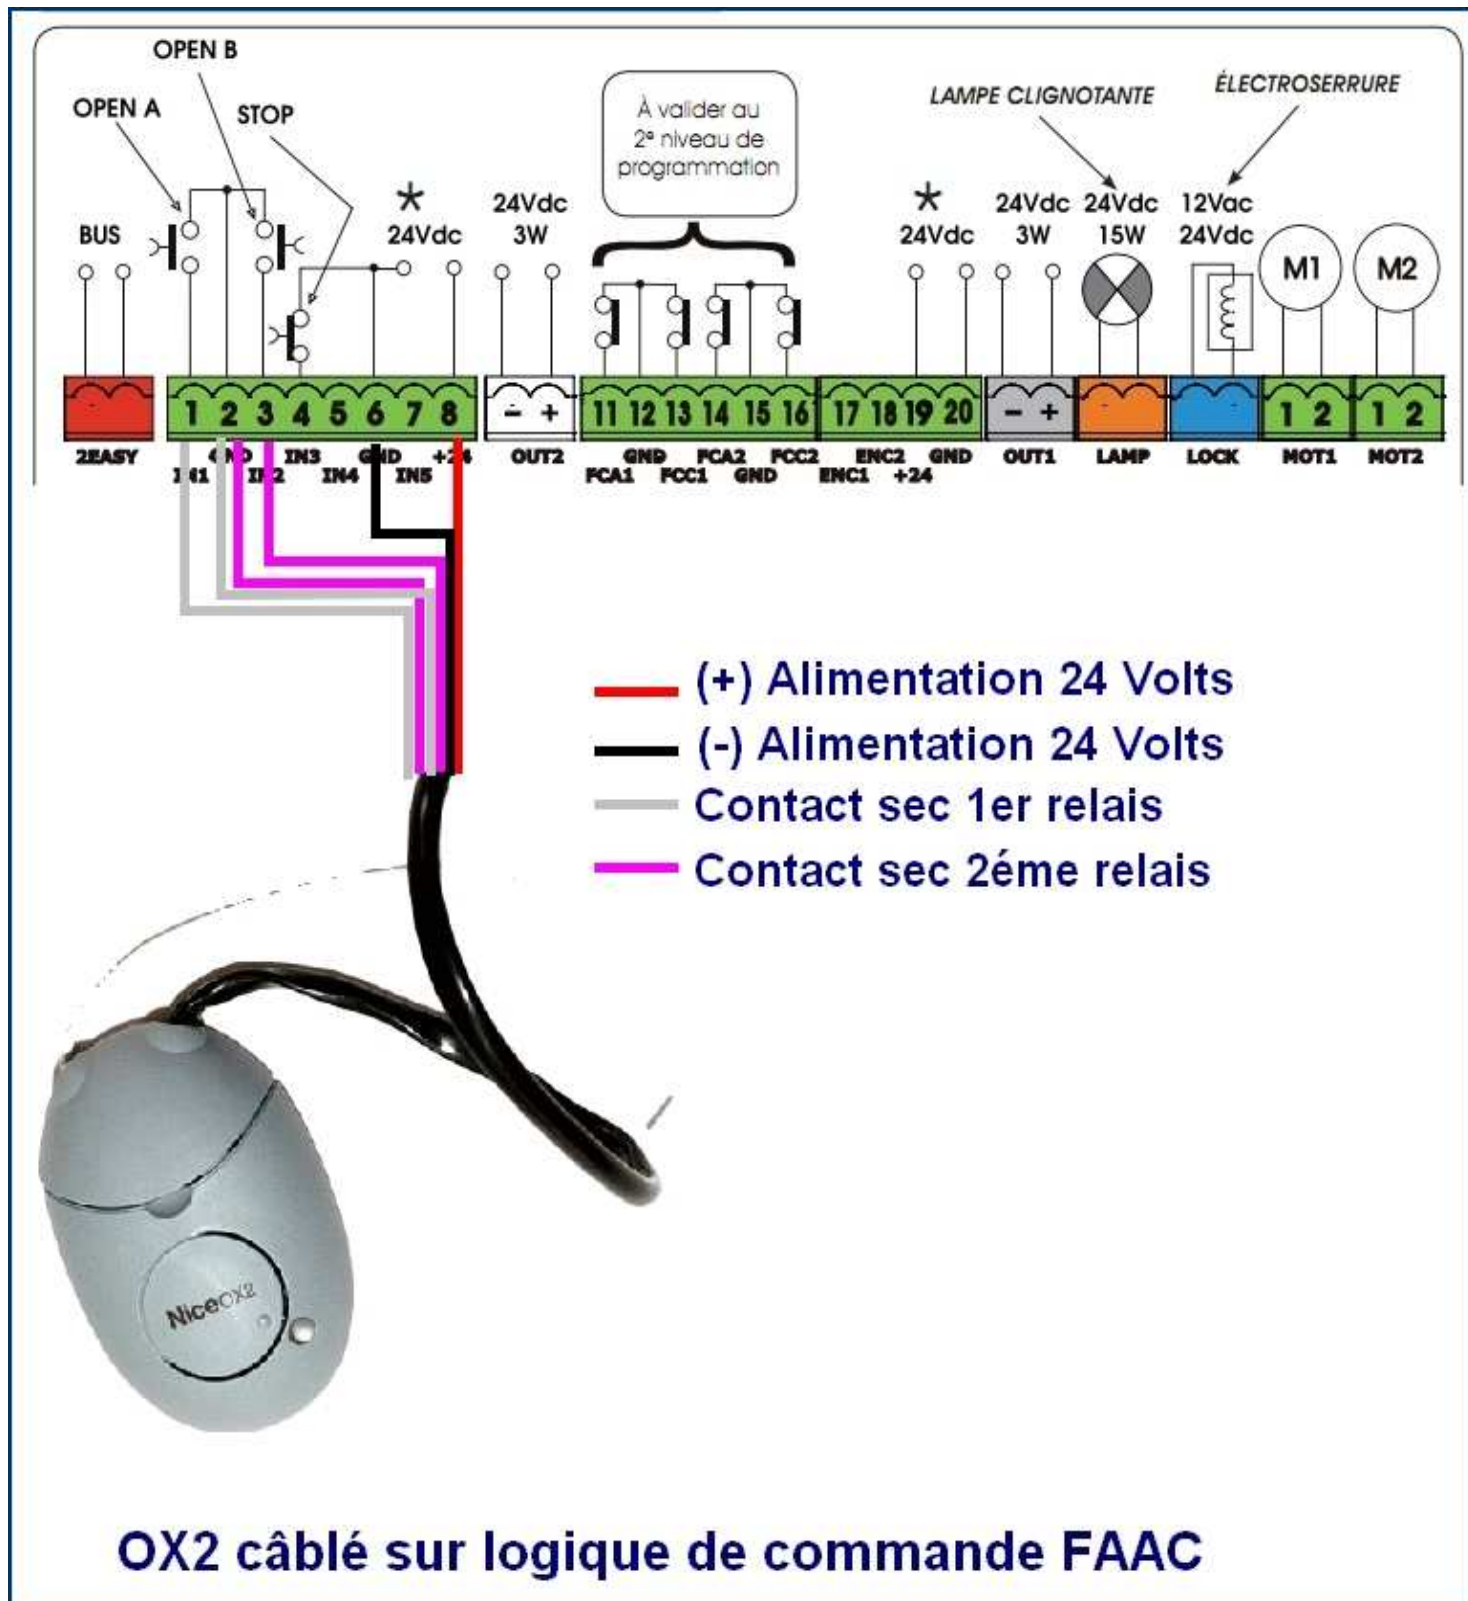 OPEN B
OPEN A
STOP
À valider au
2e niveau de
programmation
LAMPE CLIGNOTANTE
ÉLECTROSERRURE
BUS
*
24Vdc
24Vdc
3W
*
24Vdc
24Vdc
3W
24Vdc
15W
12Vac
24Vdc
M1
M2
1 2 3 4 5 6 7 8
- +
11 12 13 14 15 16
17 18 19 20
- +
1 2
1 2
2EASY
IN1
GND
IN2
IN3
IN4
GND
IN5
+24
OUT2
FCA1
GND
FCC1
FCA2
GND
FCC2
ENC1
ENC2
+24
GND
OUT1
LAMP
LOCK
MOT1
MOT2
(+) Alimentation 24 Volts
(-) Alimentation 24 Volts
Contact sec 1er relais
Contact sec 2éme relais
NiceOX2
OX2 câblé sur logique de commande FAAC